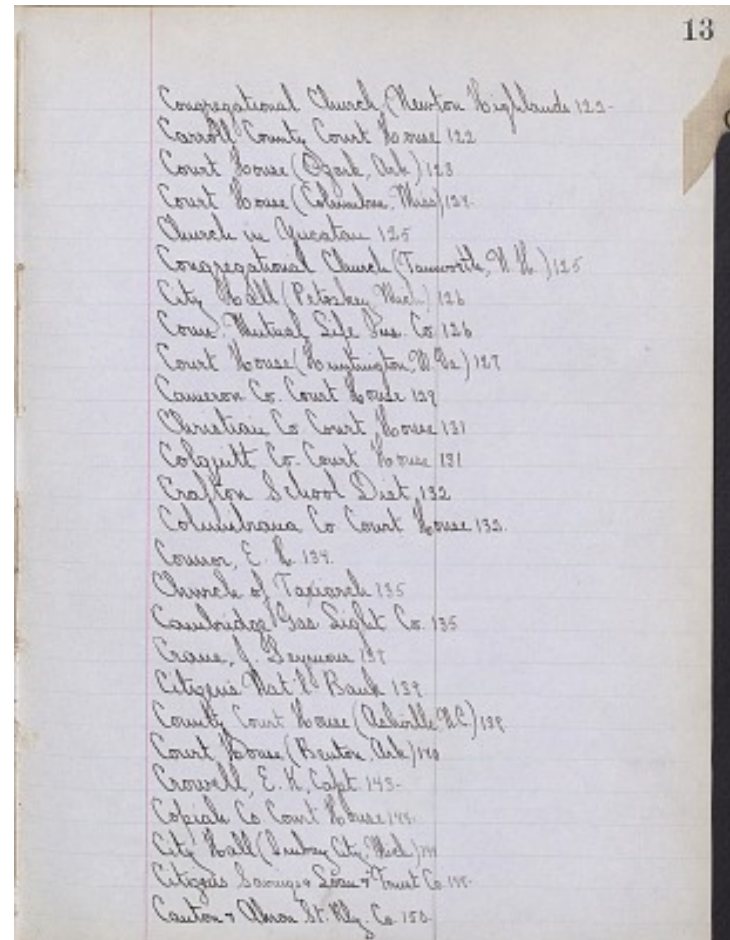 13
Congregational Church, (Newton Highlands 122-
Carroll County Court House 122
Court House (Ozark, Ark) 123
Court House (Columbus, Miss) 124-
Church in Yucatan 125
Congregational Church (Tamworth, N. H.) 125
City Hall (Petoskey, Mich) 126
Conn. Mutual Life Ins. Co. 126
Court House (Huntington, W. Va) 127
Cameron Co. Court House 129
Christian Co. Court House 131
Colquitt Co. Court House 131
Crafton School Dist. 132
Columbiana Co Court House 133.
Connor, E. H. 134.
Church of Taxiarch 135
Cambridge Gas Light Co. 135
Crane, J. Seymour 137
Citizens Nat'l Bank 139
County Court House (Asheville N.C.) 139
Court House (Benton, Ark) 140
Crowell, E. K, Capt. 143-
Copiah Co Court House 144-
City Hall ( City, Mich)
Citizens Savings & Loan & Trust Co.
Canton & Akron St. Rly. Co. 150-